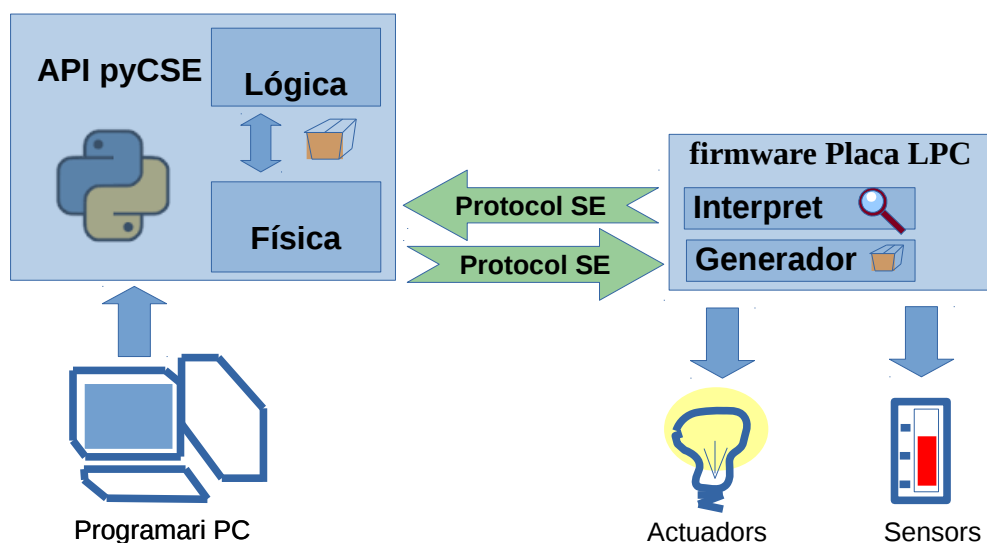 API pyCSE
Lógica
Física
Protocol SE
Protocol SE
firmware Placa LPC
Interpret
Generador
Programari PC
Actuadors
Sensors